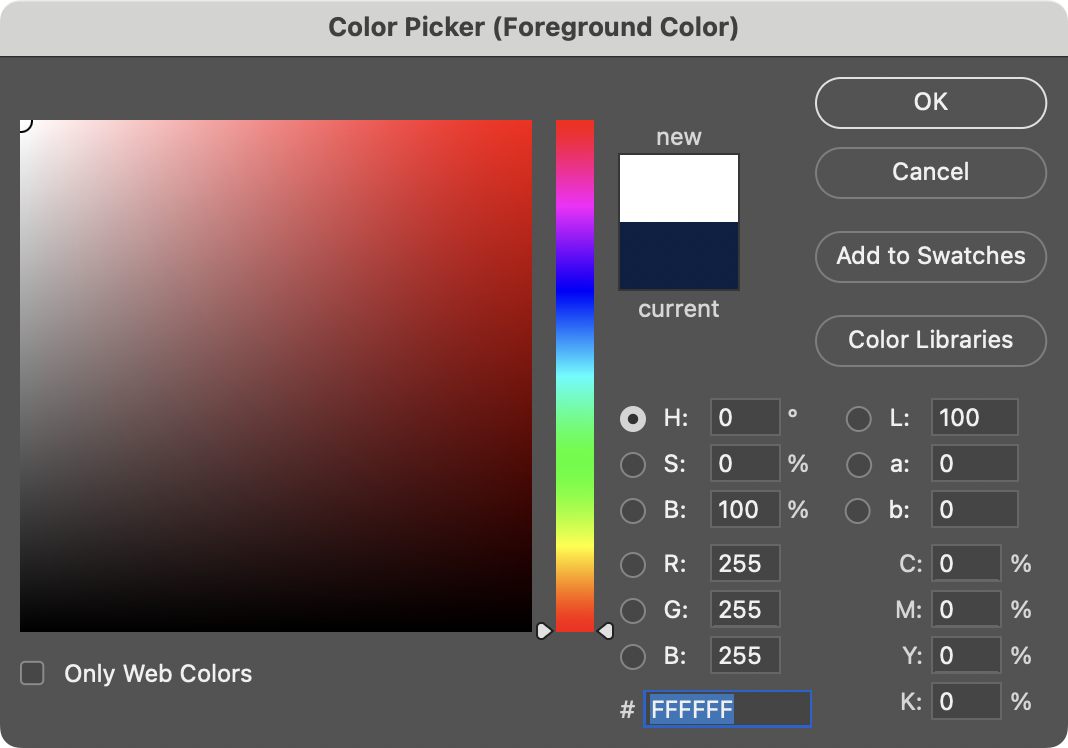 Color Picker (Foreground Color)
new
current
OK
Cancel
Add to Swatches
Color Libraries
H: 0 °
S: 0 %
B: 100 %
R: 255
G: 255
B: 255
# FFFFFF
L: 100
a: 0
b: 0
C: 0 %
M: 0 %
Y: 0 %
K: 0 %
Only Web Colors